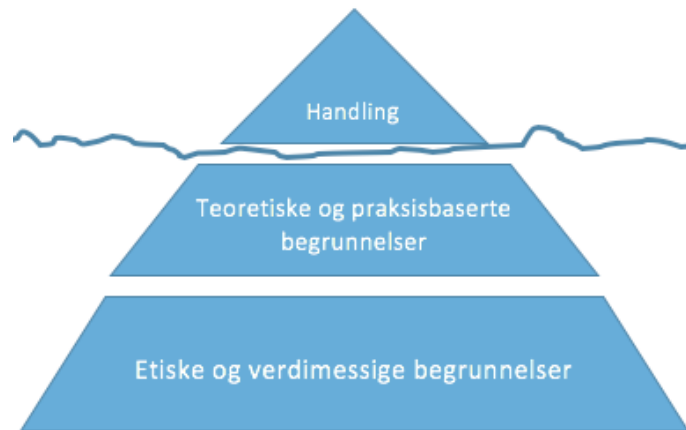 Handling
Teoretiske og praksisbaserte
begrunnelser
Etiske og verdimessige begrunnelser